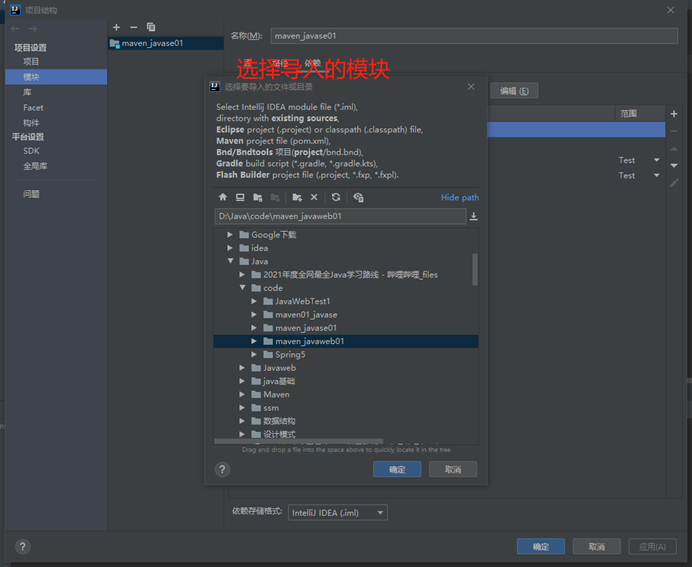 项目结构
项目设置
项目
模块
库
Facet
构件
平台设置
SDK
全局库
问题
maven_javase01
名称(M): maven_javase01
路径 依赖
选择导入的模块
选择要导入的文件或目录
Select Intellij IDEA module file (*.iml),
directory with existing sources,
Eclipse project (.project) or classpath (.classpath) file,
Maven project file (pom.xml),
Bnd/Bndtools 项目(project/bnd.bnd),
Gradle build script (*.gradle, *.gradle.kts),
Flash Builder project file (.project, *.fxp, *.fxpl).
Hide path
D:\Java\code\maven_javaweb01
Google下载
idea
Java
2021年度全网最全Java学习路线 - 哔哩哔哩_files
code
JavaWebTest1
maven01_javase
maven_javase01
maven_javaweb01
Spring5
Javaweb
java基础
Maven
ssm
数据结构
设计模式
Drag and drop a file into the space above to quickly locate it in the tree
?
确定
取消
编辑 (E)
范围
Test
Test
依赖存储格式: IntelliJ IDEA (.iml)
?
确定
取消
应用(A)